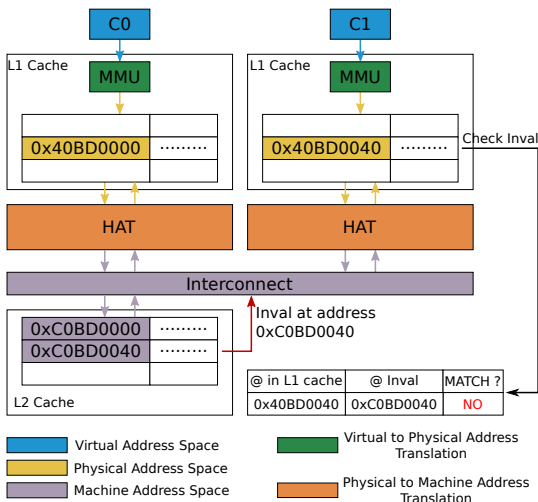 C0
C1
L1 Cache
MMU
L1 Cache
MMU
0x40BD0000 .........
0x40BD0040 .........
Check Inval
HAT
HAT
Interconnect
Inval at address
0xC0BD0040
0xC0BD0000 .........
0xC0BD0040 .........
L2 Cache
@ in L1 cache @ Inval MATCH ?
0x40BD0040 0xC0BD0040 NO
Virtual Address Space
Physical Address Space
Machine Address Space
Virtual to Physical Address
Translation
Physical to Machine Address
Translation